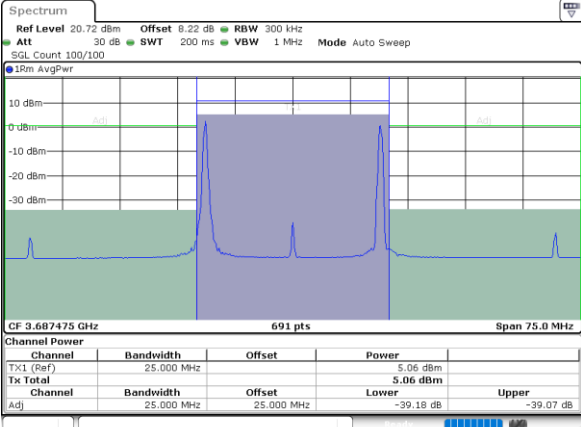 Spectrum
Ref Level 20.72 dBm Offset 8.22 dB RBW 300 kHz
Att 30 dB SWT 200 ms VBW 1 MHz Mode Auto Sweep
SGL Count 100/100
1Rm AvgPwr
10 dBm
Adj Adj
0 dBm
-10 dBm
-20 dBm
-30 dBm
CF 3.687475 GHz 691 pts Span 75.0 MHz
Channel Power
Channel Bandwidth Offset Power
TX1 (Ref) 25.000 MHz 5.06 dBm
Tx Total 5.06 dBm
Channel Bandwidth Offset Lower Upper
Adj 25.000 MHz 25.000 MHz -39.18 dB -39.07 dB
Ready